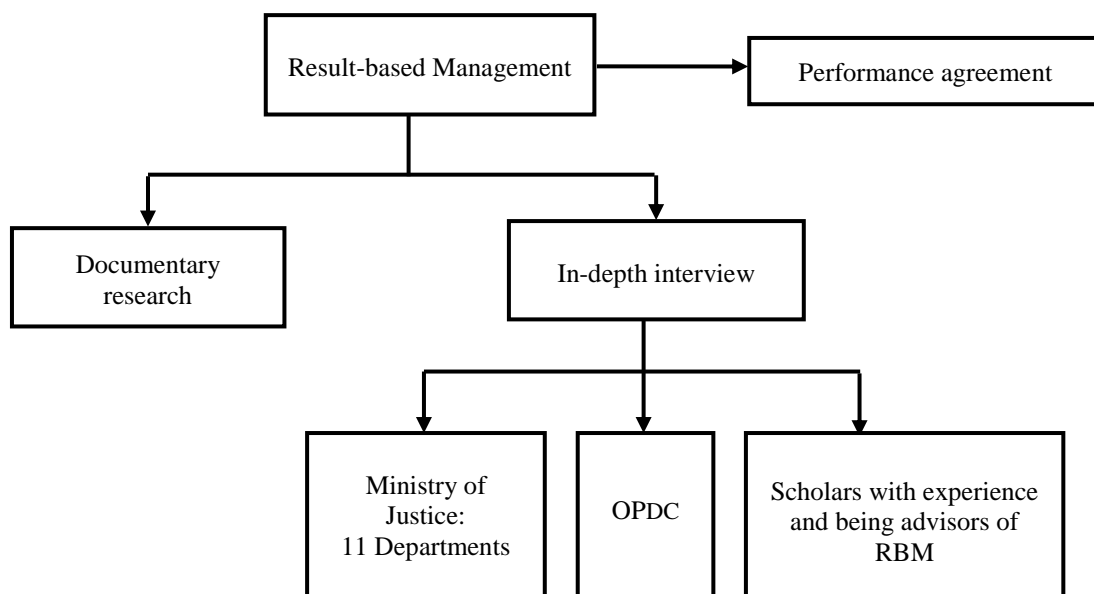 Result-based Management
Performance agreement
Documentary
research
In-depth interview
Ministry of
Justice:
11 Departments
OPDC
Scholars with experience
and being advisors of
RBM